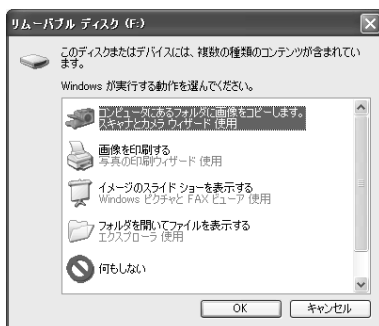 リムーバブル ディスク (F:)
このディスクまたはデバイスには、複数の種類のコンテンツが含まれてい
ます。
Windows が実行する動作を選んでください。
コンピュータにあるフォルダに画像をコピーします。
スキャナとカメラ ウィザード 使用
画像を印刷する
写真の印刷ウィザード 使用
イメージのスライド ショーを表示する
Windows ピクチャと FAX ビューア 使用
フォルダを開いてファイルを表示する
エクスプローラ 使用
何もしない
OK
キャンセル